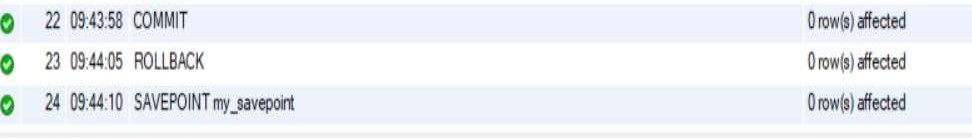 22 09:43:58 COMMIT 0 row(s) affected
23 09:44:05 ROLLBACK 0 row(s) affected
24 09:44:10 SAVEPOINT my_savepoint 0 row(s) affected